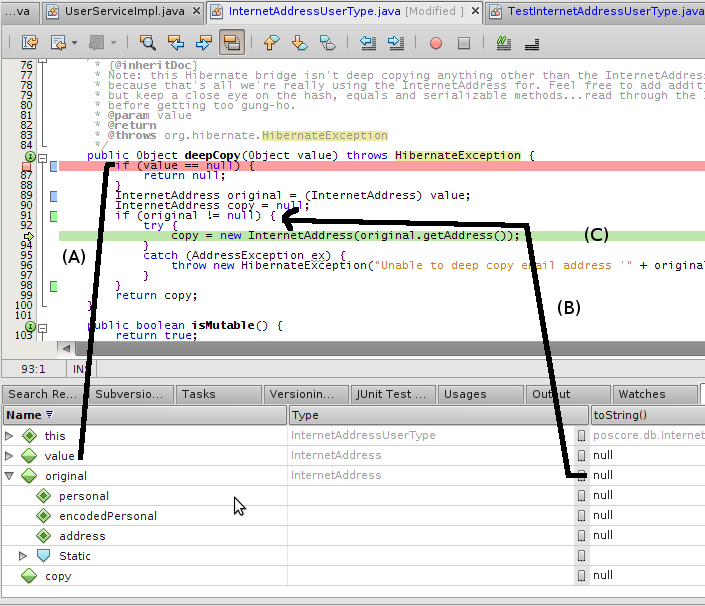 ...va UserServiceImpl.java InternetAddressUserType.java [Modified ] TestInternetAddressUserType.java
76 * {@inheritDoc}
77 * Note: this Hibernate bridge isn't deep copying anything other than the InternetAddres
78 * because that's all we're really using the InternetAddress for. Feel free to add addit
79 * but keep a close eye on the hash, equals and serializable methods...read through the
80 * before getting too gung-ho.
81 * @param value
82 * @return
83 * @throws org.hibernate.HibernateException
84 */
public Object deepCopy(Object value) throws HibernateException {
if (value == null) {
87 return null;
88 }
89 InternetAddress original = (InternetAddress) value;
90 InternetAddress copy = null;
91 if (original != null) {
92 try {
copy = new InternetAddress(original.getAddress());
94 }
95 catch (AddressException ex) {
96 throw new HibernateException("Unable to deep copy email address '" + origina
97 }
98 }
99 return copy;
100 }
101
public boolean isMutable() {
103 return true;
(A)
(C)
(B)
93:1 INS
Search Re... Subversio... Tasks Versionin... JUnit Test ... Usages Output Watches
Name Type toString()
this InternetAddressUserType poscore.db.Internet
value InternetAddress null
original InternetAddress null
personal null
encodedPersonal null
address null
Static
copy null